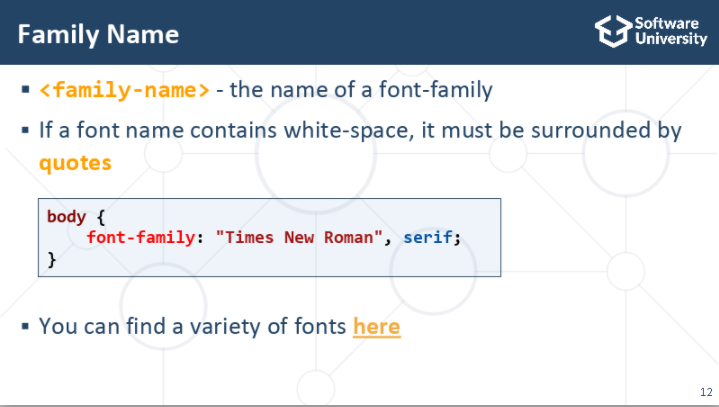 Family Name
Software
University
▪ <family-name> - the name of a font-family
▪ If a font name contains white-space, it must be surrounded by
quotes
body {
    font-family: "Times New Roman", serif;
}
▪ You can find a variety of fonts here
12